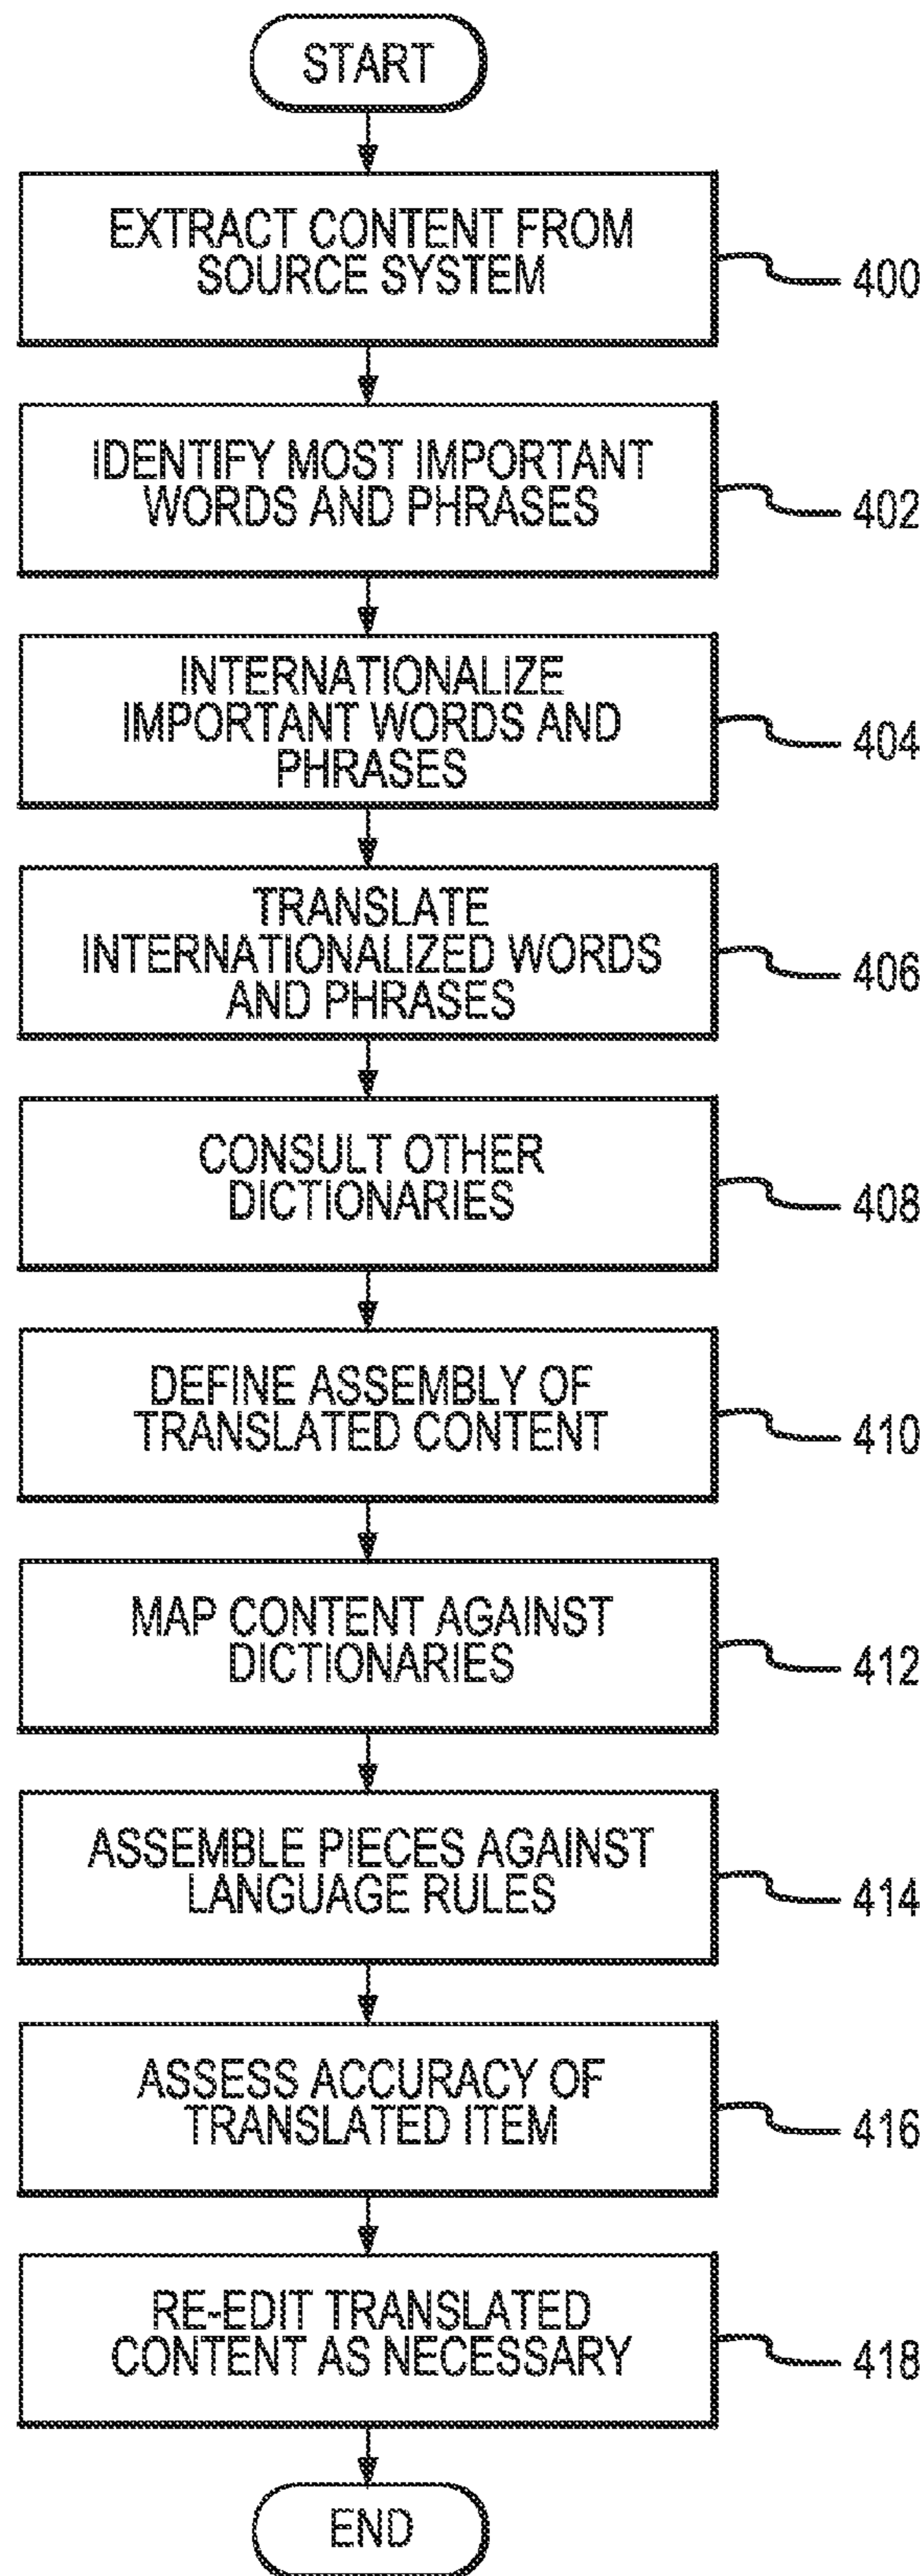 START
EXTRACT CONTENT FROM
SOURCE SYSTEM
400
IDENTIFY MOST IMPORTANT
WORDS AND PHRASES
402
INTERNATIONALIZE
IMPORTANT WORDS AND
PHRASES
404
TRANSLATE
INTERNATIONALIZED WORDS
AND PHRASES
406
CONSULT OTHER
DICTIONARIES
408
DEFINE ASSEMBLY OF
TRANSLATED CONTENT
410
MAP CONTENT AGAINST
DICTIONARIES
412
ASSEMBLE PIECES AGAINST
LANGUAGE RULES
414
ASSESS ACCURACY OF
TRANSLATED ITEM
416
RE-EDIT TRANSLATED
CONTENT AS NECESSARY
418
END